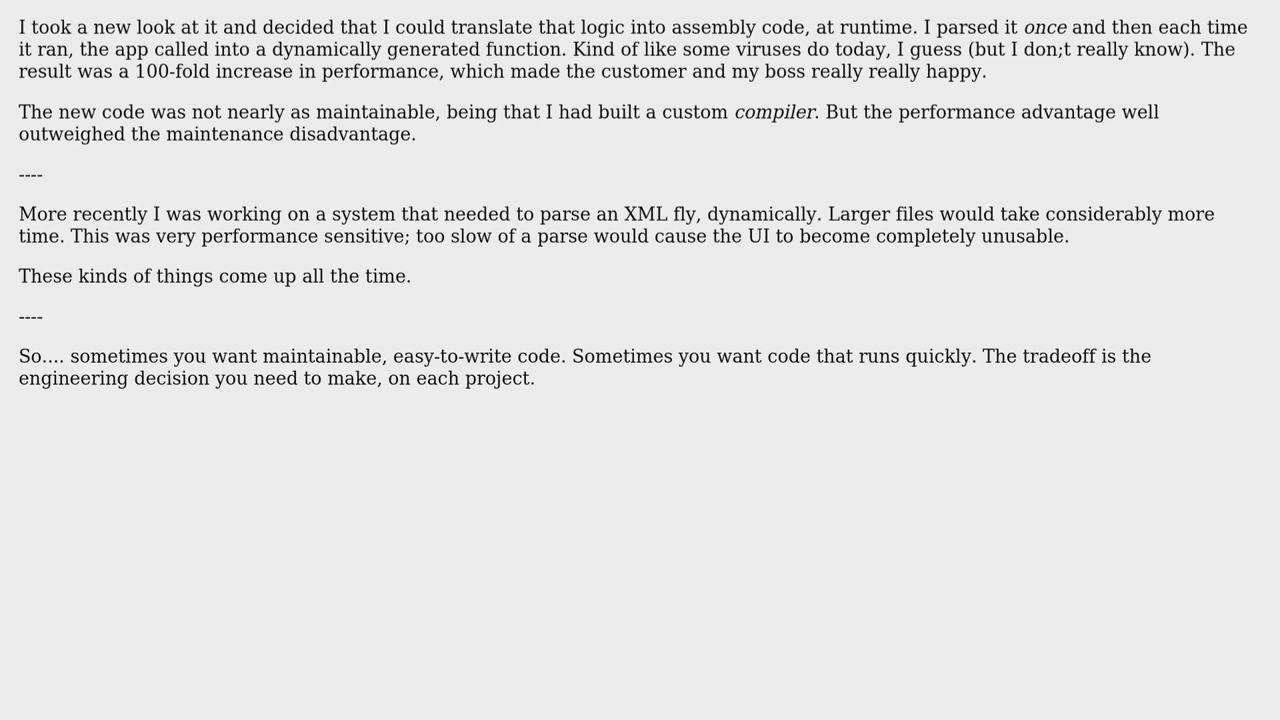 I took a new look at it and decided that I could translate that logic into assembly code, at runtime. I parsed it once and then each time
it ran, the app called into a dynamically generated function. Kind of like some viruses do today, I guess (but I don;t really know). The
result was a 100-fold increase in performance, which made the customer and my boss really really happy.
The new code was not nearly as maintainable, being that I had built a custom compiler. But the performance advantage well
outweighed the maintenance disadvantage.
----
More recently I was working on a system that needed to parse an XML fly, dynamically. Larger files would take considerably more
time. This was very performance sensitive; too slow of a parse would cause the UI to become completely unusable.
These kinds of things come up all the time.
----
So.... sometimes you want maintainable, easy-to-write code. Sometimes you want code that runs quickly. The tradeoff is the
engineering decision you need to make, on each project.